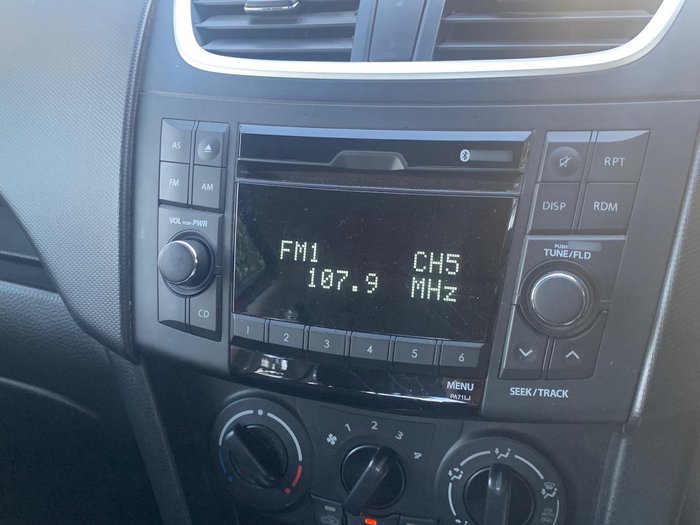 AS
FM AM
VOL PUSH PWR
CD
FM1 CH5
107.9 MHz
1 2 3 4 5 6
MENU
PA71LJ
RPT
DISP RDM
PUSH
TUNE/FLD
SEEK/TRACK
1 2 3 4